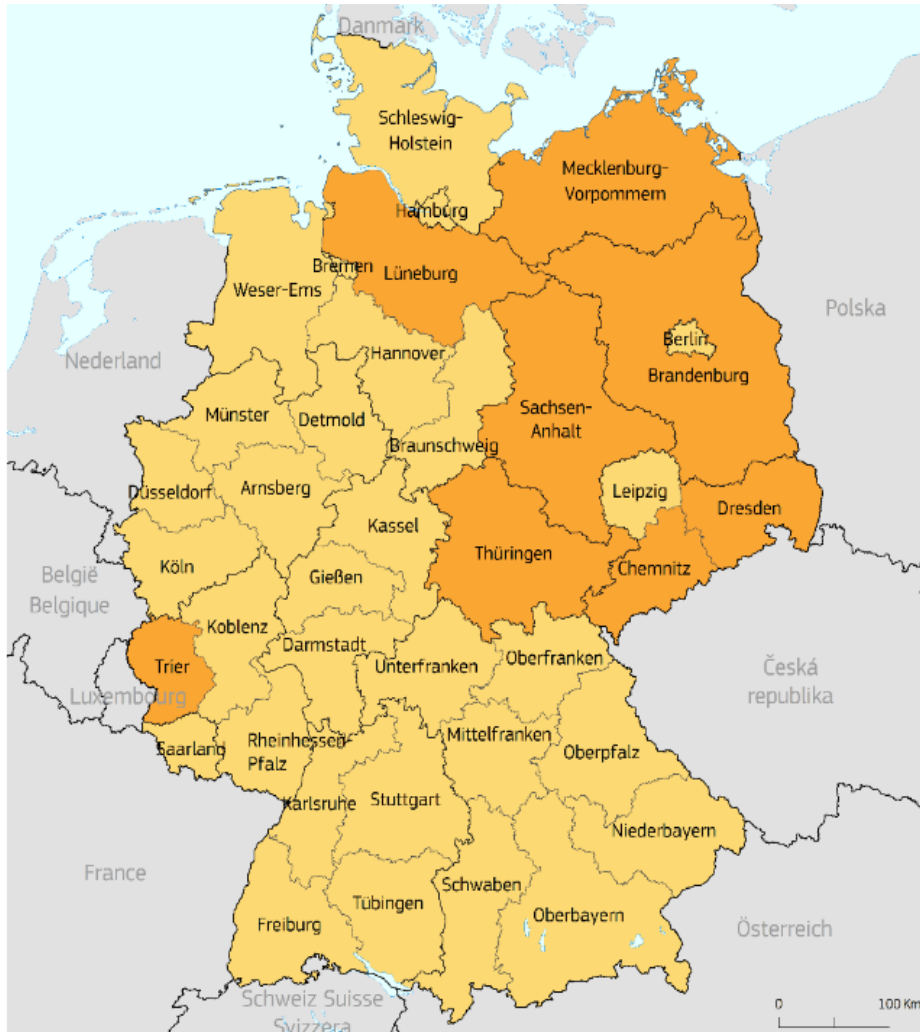 Danmark
Schleswig-
Holstein
Mecklenburg-
Vorpommern
Hamburg
Bremen
Lüneburg
Weser-Ems
Polska
Berlin
Nederland
Hannover
Brandenburg
Münster
Detmold
Sachsen-
Anhalt
Braunschweig
Düsseldorf
Arnsberg
Leipzig
Dresden
Kassel
Thüringen
Köln
Gießen
Chemnitz
België
Belgique
Koblenz
Darmstadt
Trier
Unterfranken
Oberfranken
Česká
republika
Luxembourg
Saarland
Rheinhessen-
Pfalz
Mittelfranken
Oberpfalz
Karlsruhe
Stuttgart
Niederbayern
France
Schwaben
Tübingen
Oberbayern
Freiburg
Österreich
Schweiz Suisse
Svizzera
0 100 Km